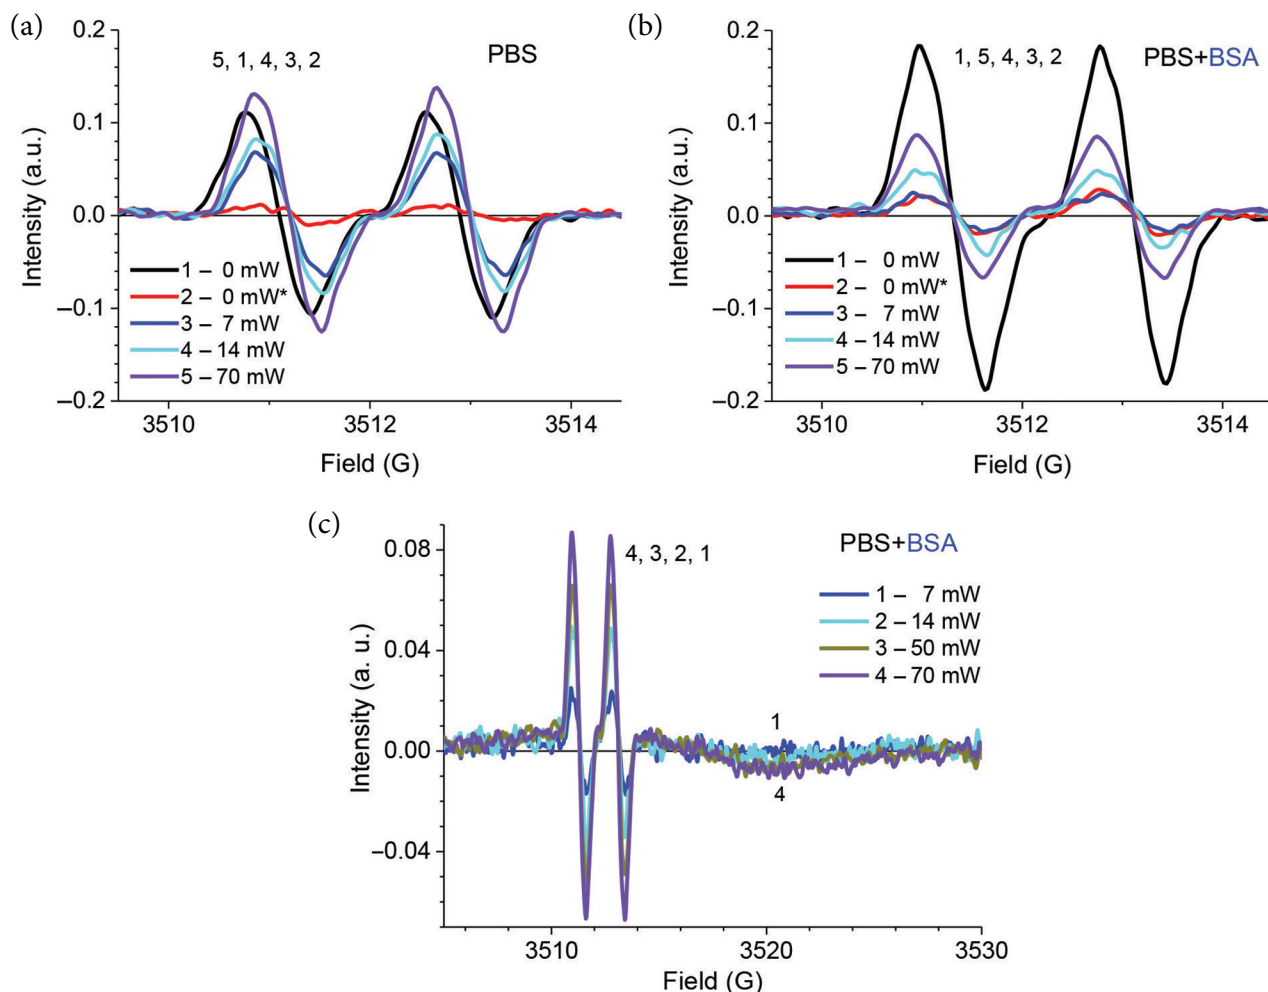 (a)
0.2
0.1
0.0
–0.1
–0.2
Intensity (a.u.)
5, 1, 4, 3, 2
PBS
1 – 0 mW
2 – 0 mW*
3 – 7 mW
4 – 14 mW
5 – 70 mW
3510
3512
3514
Field (G)
(b)
0.2
0.1
0.0
–0.1
–0.2
Intensity (a.u.)
1, 5, 4, 3, 2
PBS+BSA
1 – 0 mW
2 – 0 mW*
3 – 7 mW
4 – 14 mW
5 – 70 mW
3510
3512
3514
Field (G)
(c)
0.08
0.04
0.00
–0.04
Intensity (a. u.)
4, 3, 2, 1
PBS+BSA
1 – 7 mW
2 – 14 mW
3 – 50 mW
4 – 70 mW
1
4
3510
3520
3530
Field (G)